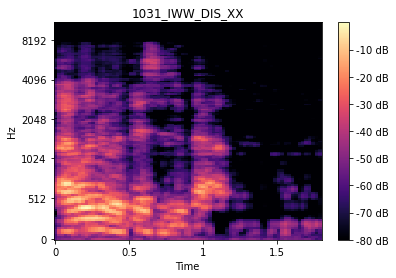 1031_IWW_DIS_XX
8192
4096
2048
1024
512
0
Hz
0
0.5
1
1.5
Time
-10 dB
-20 dB
-30 dB
-40 dB
-50 dB
-60 dB
-70 dB
-80 dB